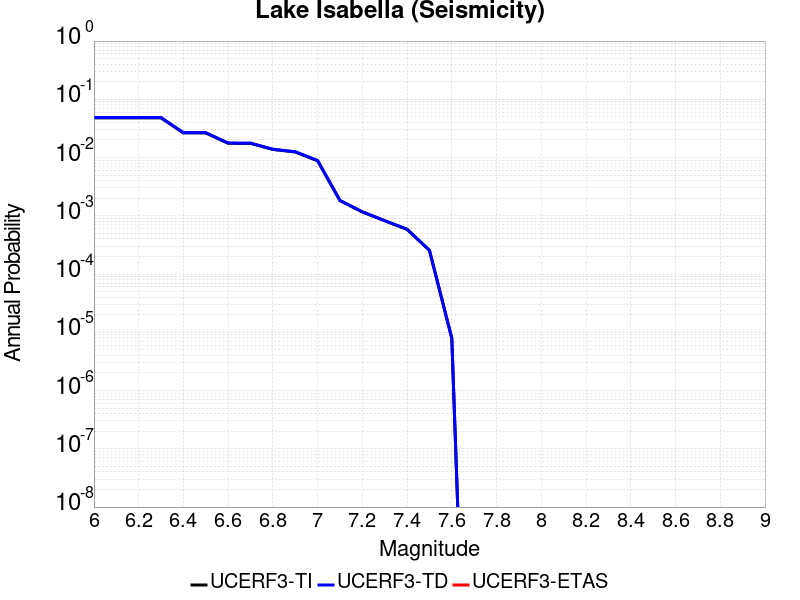 Lake Isabella (Seismicity)
10^0
10^-1
10^-2
10^-3
10^-4
10^-5
10^-6
10^-7
10^-8
Annual Probability
6 6.2 6.4 6.6 6.8 7 7.2 7.4 7.6 7.8 8 8.2 8.4 8.6 8.8 9
Magnitude
UCERF3-TI UCERF3-TD UCERF3-ETAS